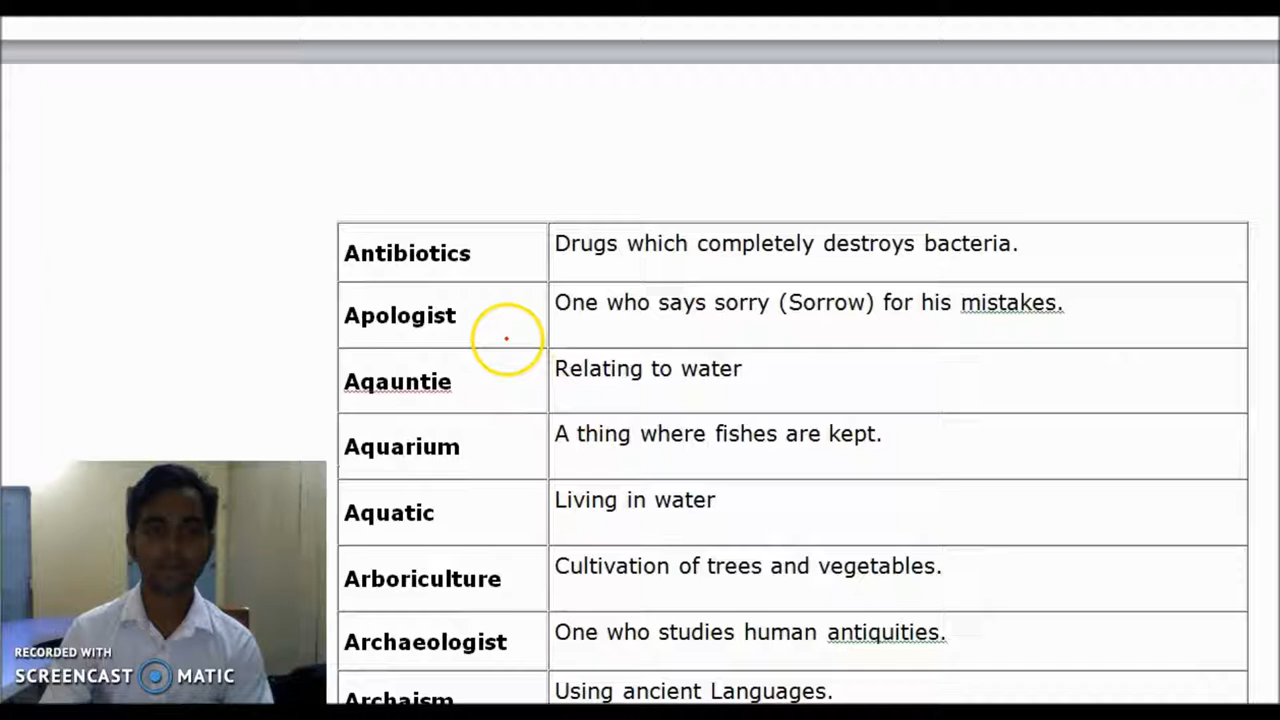 Antibiotics Drugs which completely destroys bacteria.
Apologist One who says sorry (Sorrow) for his mistakes.
Aqauntie Relating to water
Aquarium A thing where fishes are kept.
Aquatic Living in water
Arboriculture Cultivation of trees and vegetables.
Archaeologist One who studies human antiquities.
Archaism Using ancient Languages.
RECORDED WITH
SCREENCAST MATIC